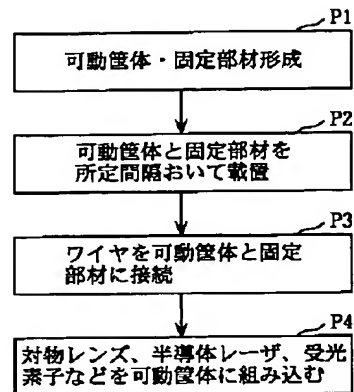 P1
可動筐体・固定部材形成
P2
可動筐体と固定部材を
所定間隔おいて載置
P3
ワイヤを可動筐体と固定
部材に接続
P4
対物レンズ、半導体レーザ、受光
素子などを可動筐体に組み込む